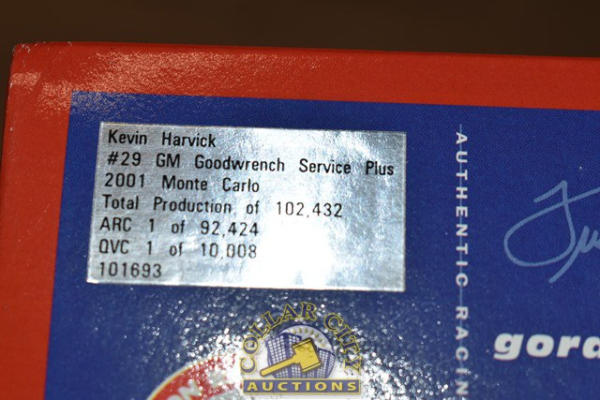 Kevin Harvick
#29 GM Goodwrench Service Plus
2001 Monte Carlo
Total Production of 102,432
ARC 1 of 92,424
QVC 1 of 10,008
101693
AUTHENTIC RACIN
gord
COLLAR CITY
AUCTIONS